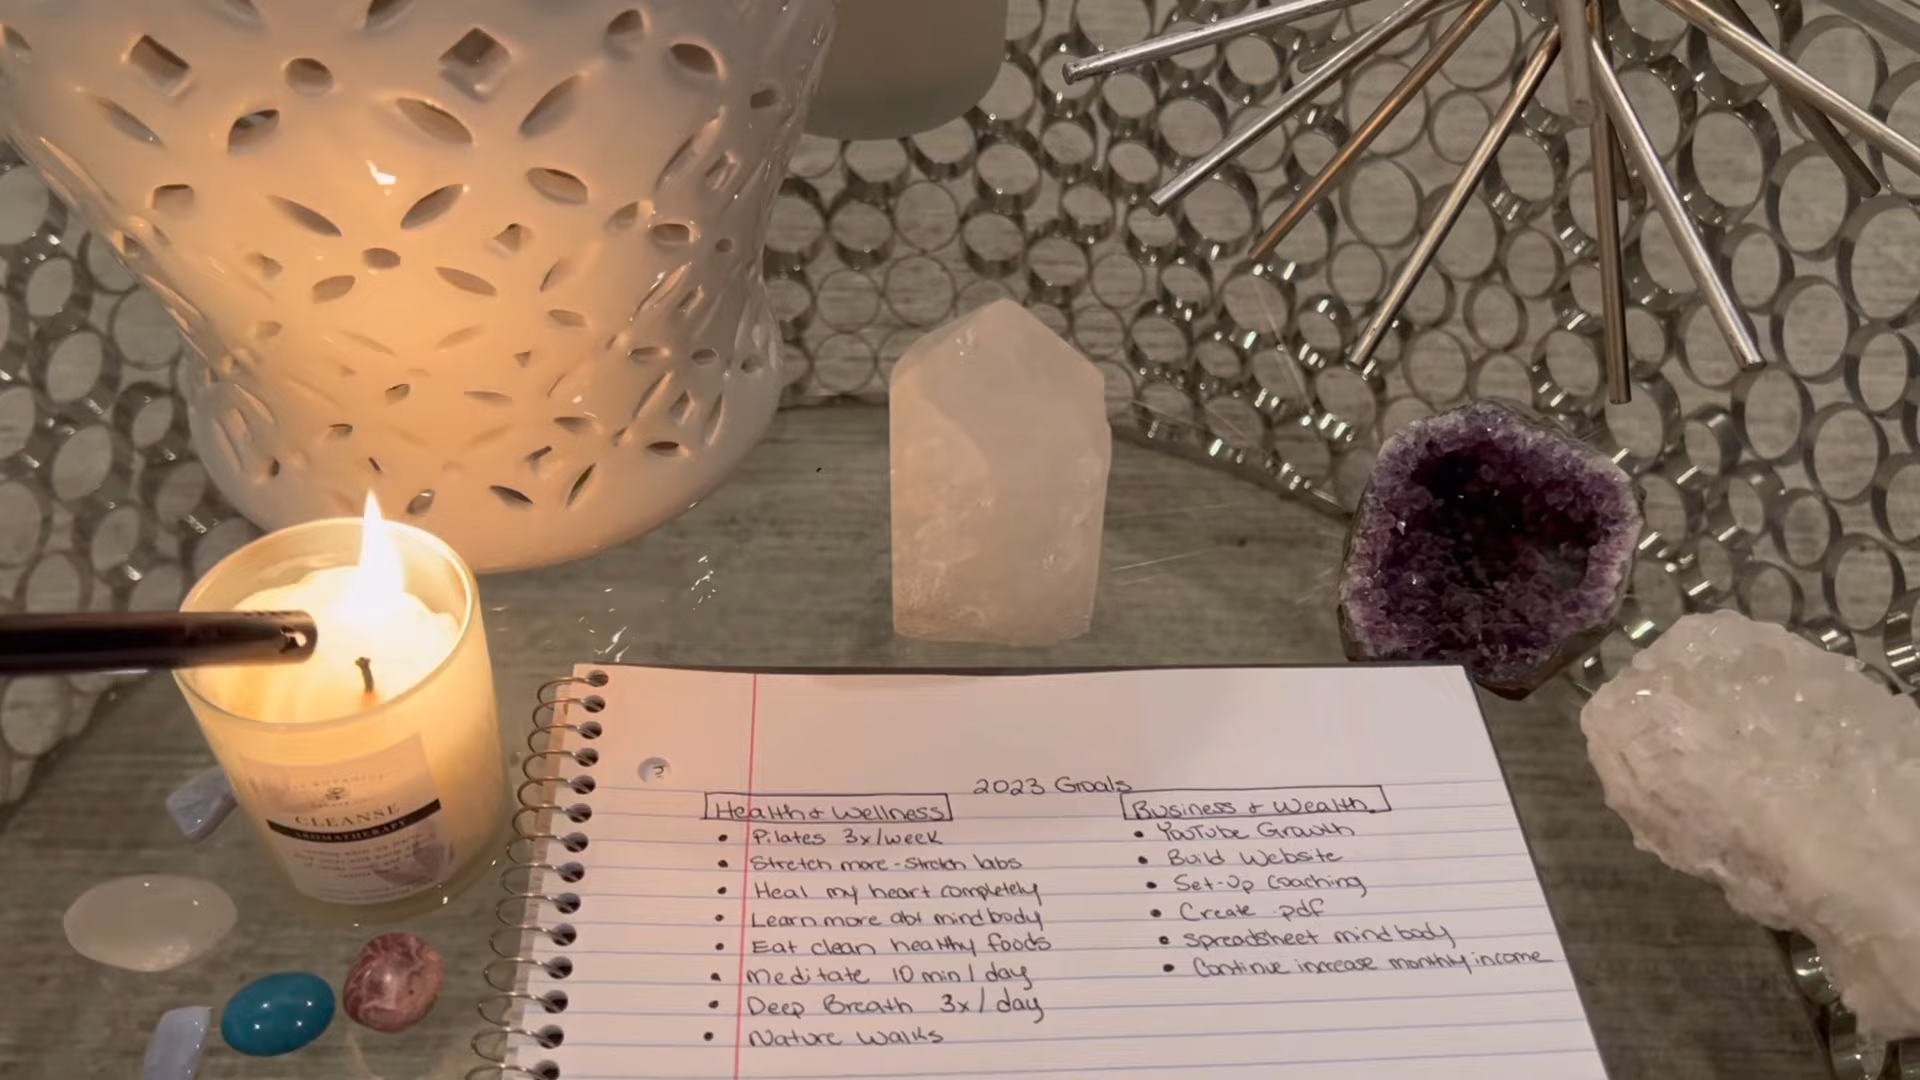 CLEANSE
AROMATHERAPY
2023 Goals
Health & Wellness
• Pilates 3x/week
• Stretch more - Stretch labs
• Heal my heart completely
• Learn more abt mind body
• Eat clean healthy foods
• Meditate 10 min / day
• Deep Breath 3x / day
• Nature Walks
Business & Wealth
• YouTube Growth
• Build Website
• Set-Up Coaching
• Create pdf
• Spreadsheet mind body
• Continue increase monthly income